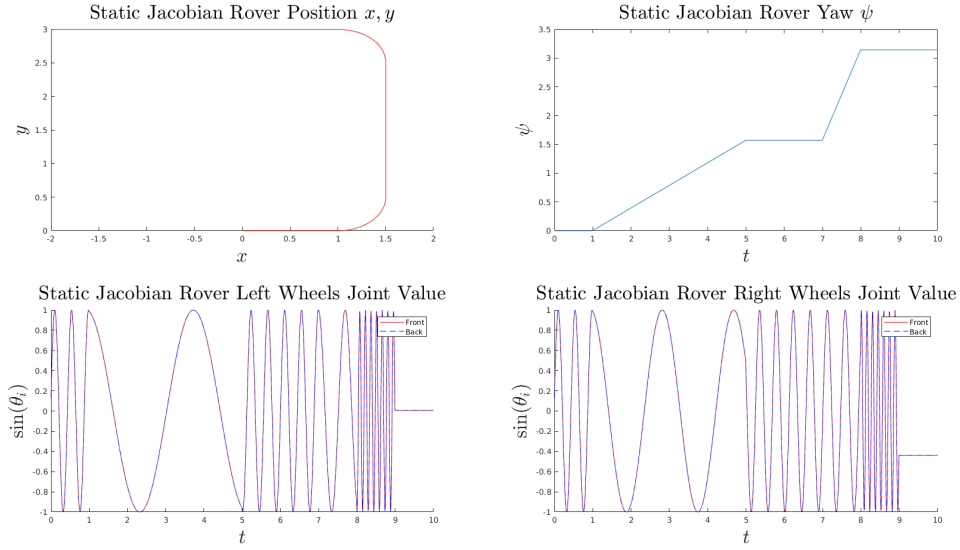 Static Jacobian Rover Position x, y
3
2.5
2
1.5
1
0.5
0
-2 -1.5 -1 -0.5 0 0.5 1 1.5 2
y
x
Static Jacobian Rover Yaw ψ
3.5
3
2.5
2
1.5
1
0.5
0
0 1 2 3 4 5 6 7 8 9 10
ψ
t
Static Jacobian Rover Left Wheels Joint Value
1
0.8
0.6
0.4
0.2
0
-0.2
-0.4
-0.6
-0.8
-1
0 1 2 3 4 5 6 7 8 9 10
sin(θi)
t
Front
Back
Static Jacobian Rover Right Wheels Joint Value
1
0.8
0.6
0.4
0.2
0
-0.2
-0.4
-0.6
-0.8
-1
0 1 2 3 4 5 6 7 8 9 10
sin(θi)
t
Front
Back